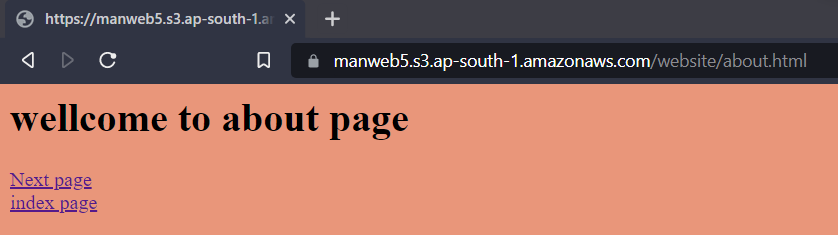 https://manweb5.s3.ap-south-1.a
manweb5.s3.ap-south-1.amazonaws.com/website/about.html
wellcome to about page
Next page
index page